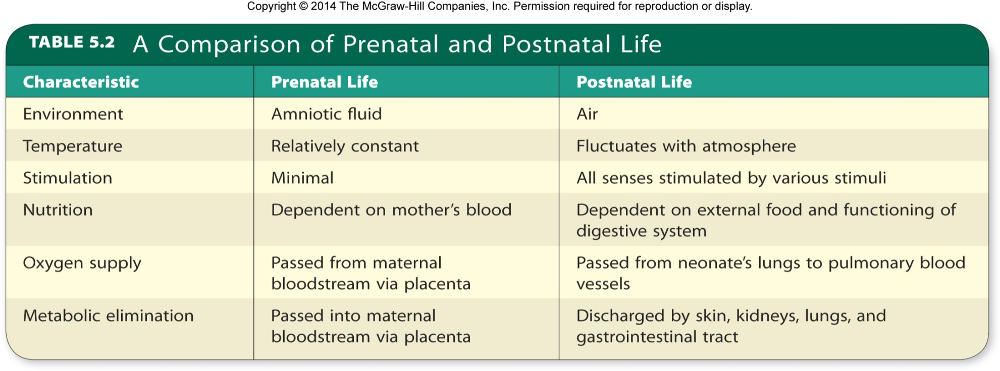 Copyright © 2014 The McGraw-Hill Companies, Inc. Permission required for reproduction or display.
TABLE 5.2 A Comparison of Prenatal and Postnatal Life
Characteristic Prenatal Life Postnatal Life
Environment Amniotic fluid Air
Temperature Relatively constant Fluctuates with atmosphere
Stimulation Minimal All senses stimulated by various stimuli
Nutrition Dependent on mother’s blood Dependent on external food and functioning of
digestive system
Oxygen supply Passed from maternal Passed from neonate’s lungs to pulmonary blood
bloodstream via placenta vessels
Metabolic elimination Passed into maternal Discharged by skin, kidneys, lungs, and
bloodstream via placenta gastrointestinal tract